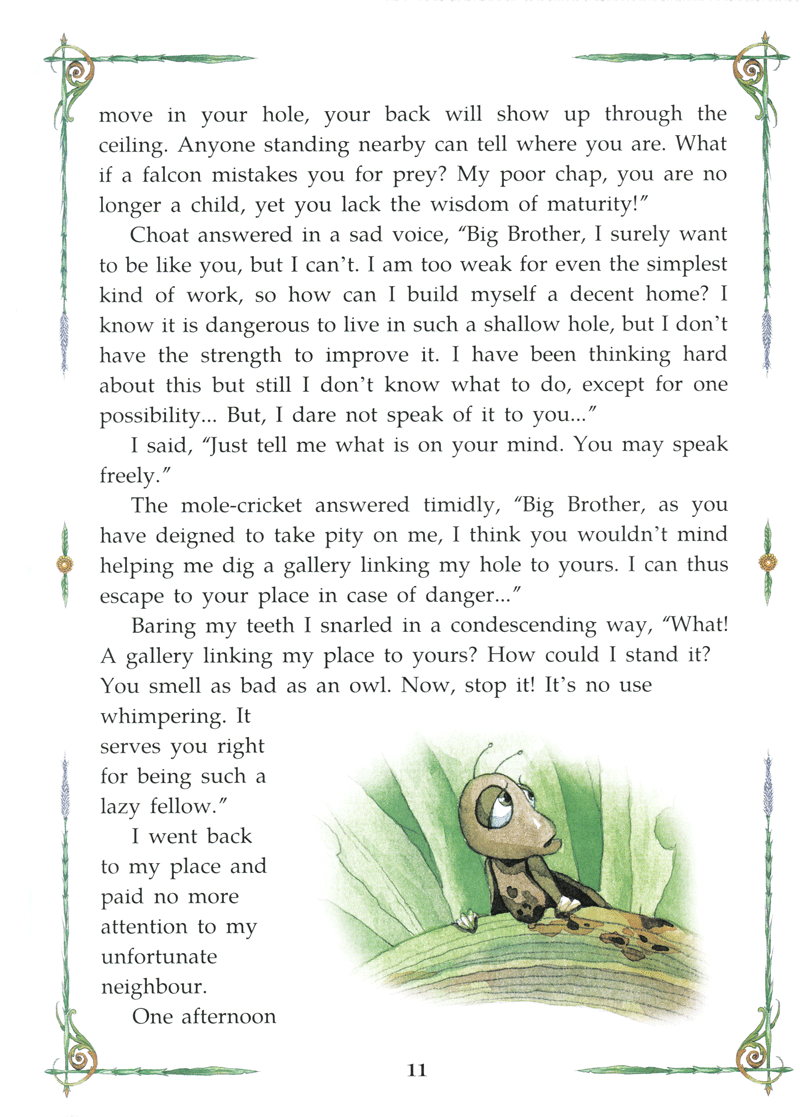 move in your hole, your back will show up through the
ceiling. Anyone standing nearby can tell where you are. What
if a falcon mistakes you for prey? My poor chap, you are no
longer a child, yet you lack the wisdom of maturity!”
Choat answered in a sad voice, “Big Brother, I surely want
to be like you, but I can’t. I am too weak for even the simplest
kind of work, so how can I build myself a decent home? I
know it is dangerous to live in such a shallow hole, but I don’t
have the strength to improve it. I have been thinking hard
about this but still I don’t know what to do, except for one
possibility... But, I dare not speak of it to you...”
I said, “Just tell me what is on your mind. You may speak
freely.”
The mole-cricket answered timidly, “Big Brother, as you
have deigned to take pity on me, I think you wouldn’t mind
helping me dig a gallery linking my hole to yours. I can thus
escape to your place in case of danger...”
Baring my teeth I snarled in a condescending way, “What!
A gallery linking my place to yours? How could I stand it?
You smell as bad as an owl. Now, stop it! It’s no use
whimpering. It
serves you right
for being such a
lazy fellow.”
I went back
to my place and
paid no more
attention to my
unfortunate
neighbour.
One afternoon
11